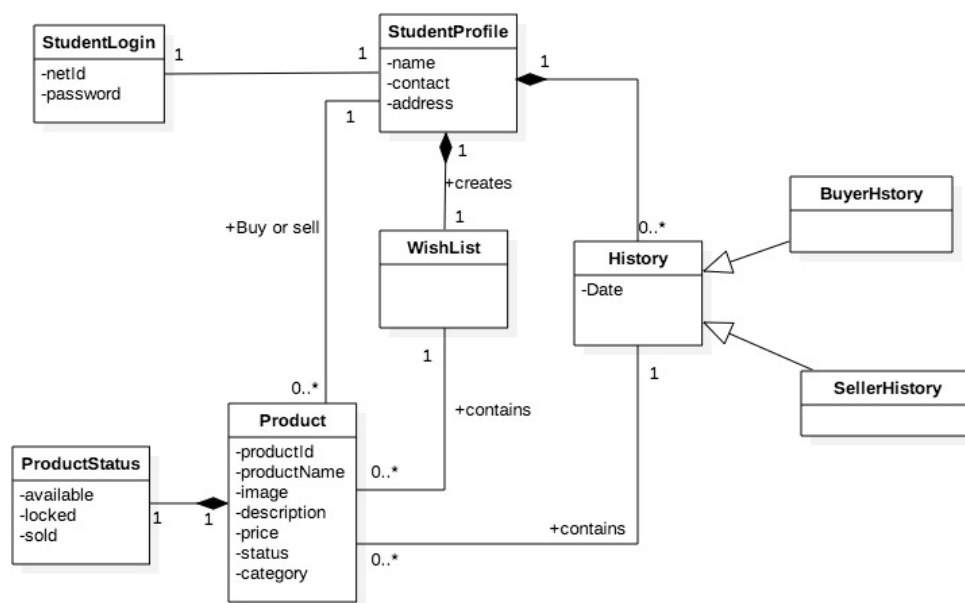 StudentLogin
-netId
-password
1
1
StudentProfile
-name
-contact
-address
1
1
1
+creates
1
+Buy or sell
WishList
0..*
History
-Date
BuyerHstory
SellerHistory
1
1
0..*
Product
-productId
-productName
-image
-description
-price
-status
-category
+contains
0..*
+contains
0..*
ProductStatus
-available
-locked
-sold
1
1